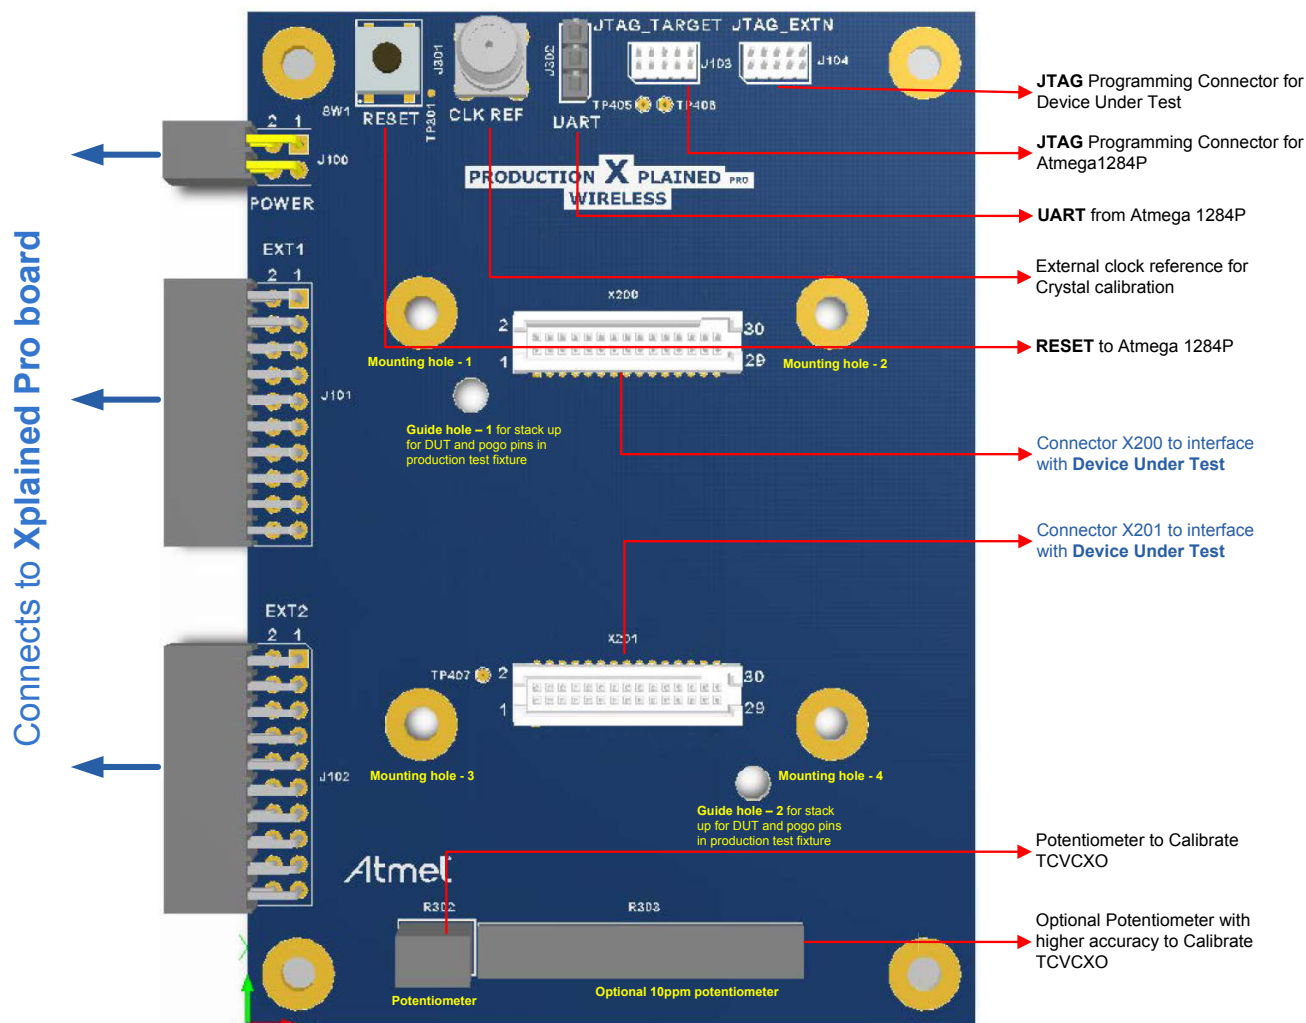 JTAG_TARGET JTAG_EXTN
J301
J302
J103
J104
TP405 TP406
SW1
RESET
TP301
CLK REF
UART
2 1
J100
POWER
PRODUCTION X PLAINED PRO
WIRELESS
JTAG Programming Connector for
Device Under Test
JTAG Programming Connector for
Atmega1284P
UART from Atmega 1284P
External clock reference for
Crystal calibration
RESET to Atmega 1284P
Connects to Xplained Pro board
EXT1
2 1
J101
X200
2 30
1 29
Mounting hole - 1
Mounting hole - 2
Guide hole – 1 for stack up
for DUT and pogo pins in
production test fixture
Connector X200 to interface
with Device Under Test
Connector X201 to interface
with Device Under Test
EXT2
2 1
J102
X201
TP407
2 30
1 29
Mounting hole - 3
Mounting hole - 4
Guide hole – 2 for stack
up for DUT and pogo pins
in production test fixture
Atmel
Potentiometer to Calibrate
TCVCXO
R302
R303
Optional Potentiometer with
higher accuracy to Calibrate
TCVCXO
Potentiometer
Optional 10ppm potentiometer